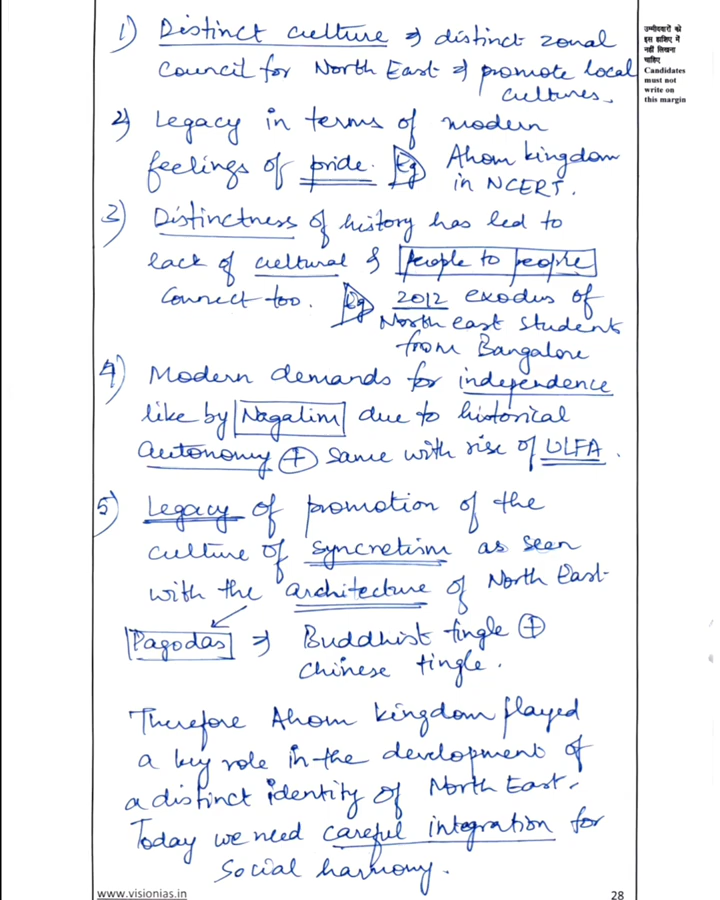 1) Distinct culture ⇒ distinct zonal
Council for North East ⇒ promote local
cultures.
2) Legacy in terms of modern
feelings of pride. Eg Ahom kingdom
in NCERT.
3) Distinctness of history has led to
lack of cultural & people to people
connect too. Eg 2012 exodus of
North east students
from Bangalore
4) Modern demands for independence
like by Nagalim due to historical
autonomy ⊕ same with rise of ULFA.
5) Legacy of promotion of the
culture of syncretism as seen
with the architecture of North East.
Pagodas ⇒ Buddhist tingle ⊕
Chinese tingle.
Therefore Ahom kingdom played
a key role in the development of
a distinct identity of North East.
Today we need careful integration for
social harmony.
उम्मीदवारों को
इस हाशिए में
नहीं लिखना
चाहिए
Candidates
must not
write on
this margin
www.visionias.in
28